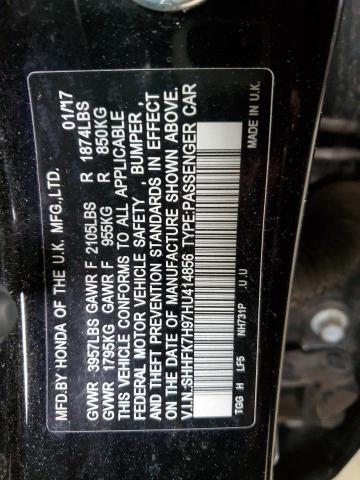 MFD.BY HONDA OF THE U.K. MFG.,LTD. 01/17
GVWR 3957LBS GAWR F 2105LBS R 1874LBS
GVWR 1795KG GAWR F 955KG R 850KG
THIS VEHICLE CONFORMS TO ALL APPLICABLE
FEDERAL MOTOR VEHICLE SAFETY , BUMPER ,
AND THEFT PREVENTION STANDARDS IN EFFECT
ON THE DATE OF MANUFACTURE SHOWN ABOVE.
V.I.N.:SHHFK7H97HU414856 TYPE:PASSENGER CAR
TGG H LF5 NH731P .U .U MADE IN U.K.